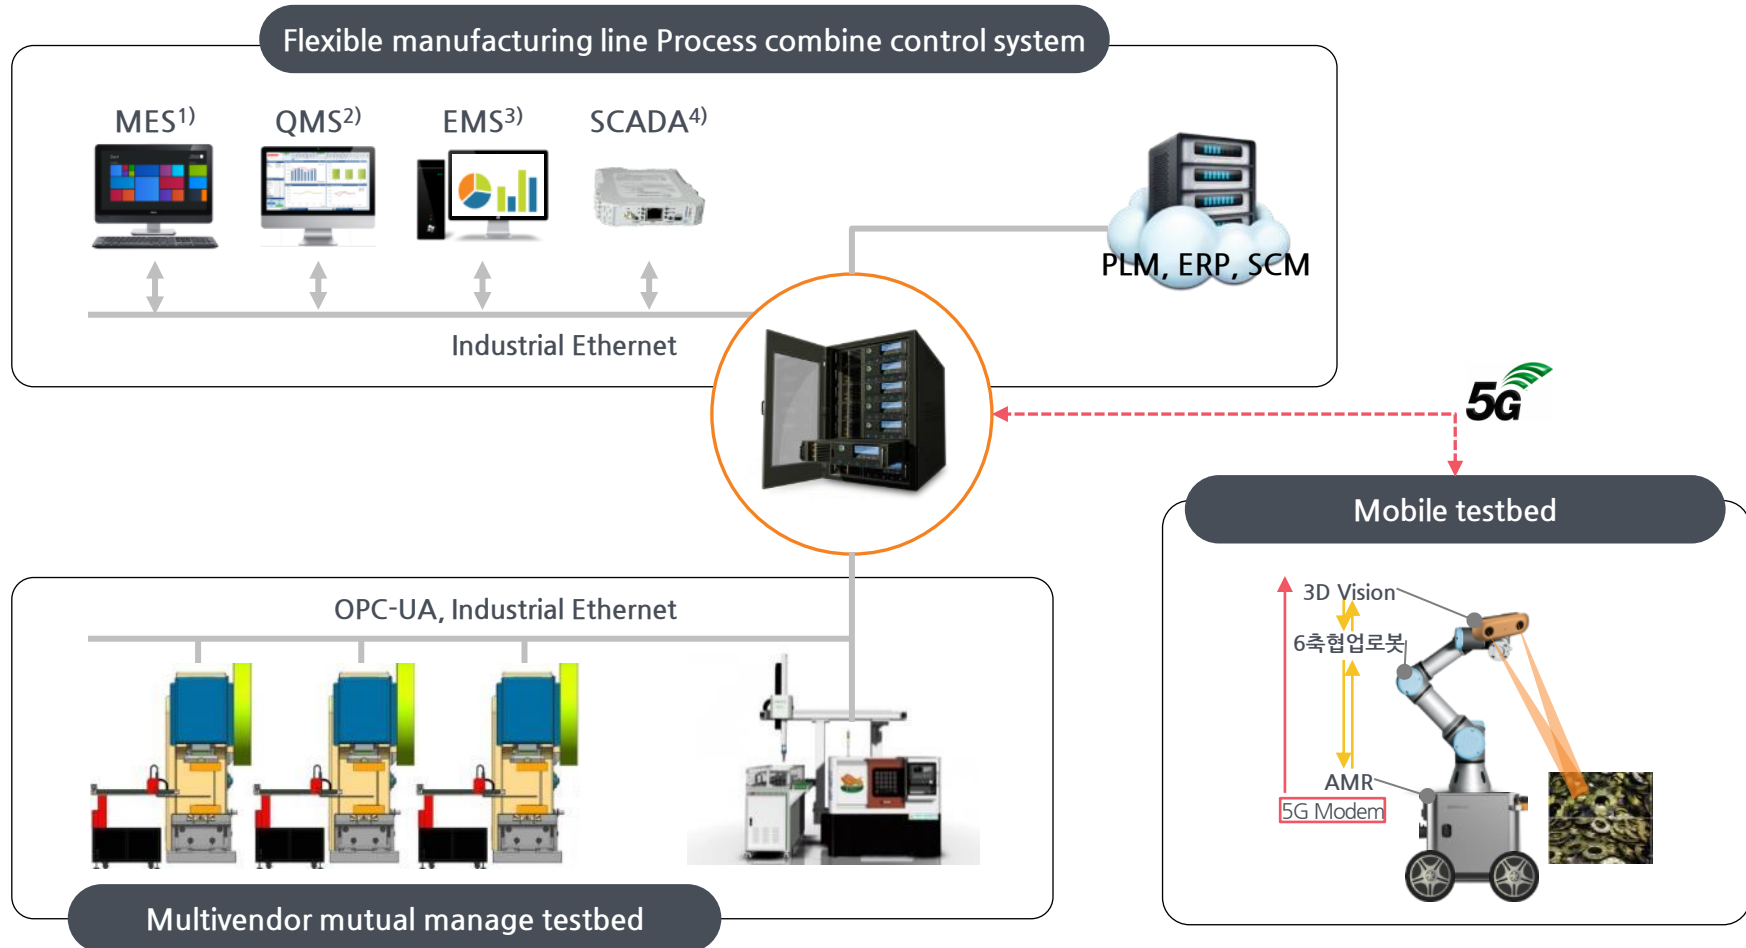 Flexible manufacturing line Process combine control system
MES1)
QMS2)
EMS3)
SCADA4)
PLM, ERP, SCM
Industrial Ethernet
5G
Mobile testbed
OPC-UA, Industrial Ethernet
3D Vision
6축협업로봇
AMR
5G Modem
Multivendor mutual manage testbed